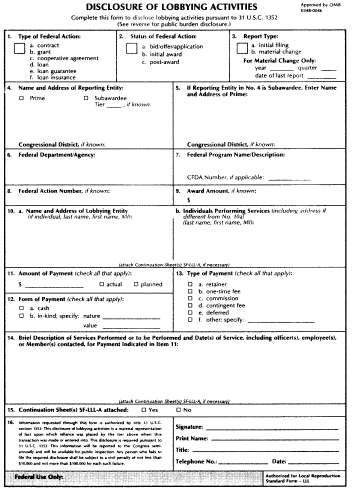 DISCLOSURE OF LOBBYING ACTIVITIES
Approved by OMB
0348-0046
Complete this form to disclose lobbying activities pursuant to 31 U.S.C. 1352
(See reverse for public burden disclosure.)
1. Type of Federal Action:
a. contract
b. grant
c. cooperative agreement
d. loan
e. loan guarantee
f. loan insurance
2. Status of Federal Action:
a. bid/offer/application
b. initial award
c. post-award
3. Report Type:
a. initial filing
b. material change
For Material Change Only:
year ______ quarter ______
date of last report ______
4. Name and Address of Reporting Entity:
□ Prime □ Subawardee
Tier ____, if known:
Congressional District, if known:
5. If Reporting Entity in No. 4 is Subawardee, Enter Name
and Address of Prime:
Congressional District, if known:
6. Federal Department/Agency:
7. Federal Program Name/Description:
CFDA Number, if applicable: ____________
8. Federal Action Number, if known:
9. Award Amount, if known:
$
10. a. Name and Address of Lobbying Entity
(if individual, last name, first name, MI):
b. Individuals Performing Services (including address if
different from No. 10a)
(last name, first name, MI):
(attach Continuation Sheet(s) SF-LLL-A, if necessary)
11. Amount of Payment (check all that apply):
$ ____________ □ actual □ planned
12. Form of Payment (check all that apply):
□ a. cash
□ b. in-kind; specify: nature ____________
value ____________
13. Type of Payment (check all that apply):
□ a. retainer
□ b. one-time fee
□ c. commission
□ d. contingent fee
□ e. deferred
□ f. other; specify: ____________
14. Brief Description of Services Performed or to be Performed and Date(s) of Service, including officer(s), employee(s),
or Member(s) contacted, for Payment Indicated in Item 11:
(attach Continuation Sheet(s) SF-LLL-A, if necessary)
15. Continuation Sheet(s) SF-LLL-A attached: □ Yes □ No
16. Information requested through this form is authorized by title 31 U.S.C.
section 1352. This disclosure of lobbying activities is a material representation
of fact upon which reliance was placed by the tier above when this
transaction was made or entered into. This disclosure is required pursuant to
31 U.S.C. 1352. This information will be reported to the Congress semi-
annually and will be available for public inspection. Any person who fails to
file the required disclosure shall be subject to a civil penalty of not less than
$10,000 and not more than $100,000 for each such failure.
Signature: ____________
Print Name: ____________
Title: ____________
Telephone No.: ____________ Date: ______
Federal Use Only:
Authorized for Local Reproduction
Standard Form - LLL